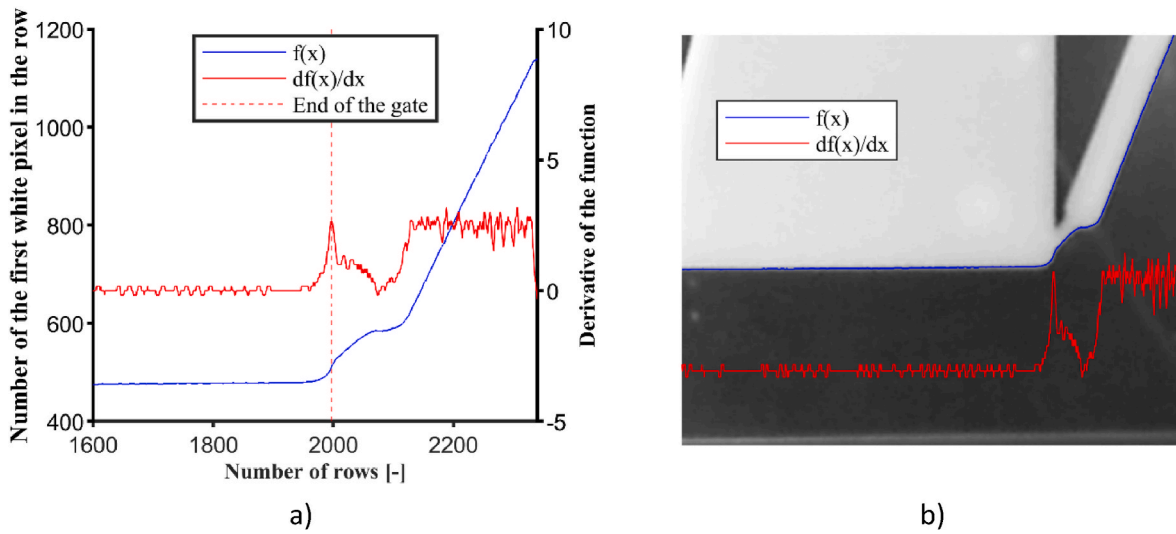 1200
1000
800
600
400
Number of the first white pixel in the row
f(x)
df(x)/dx
End of the gate
10
5
0
-5
Derivative of the function
1600
1800
2000
2200
Number of rows [-]
a)
f(x)
df(x)/dx
b)